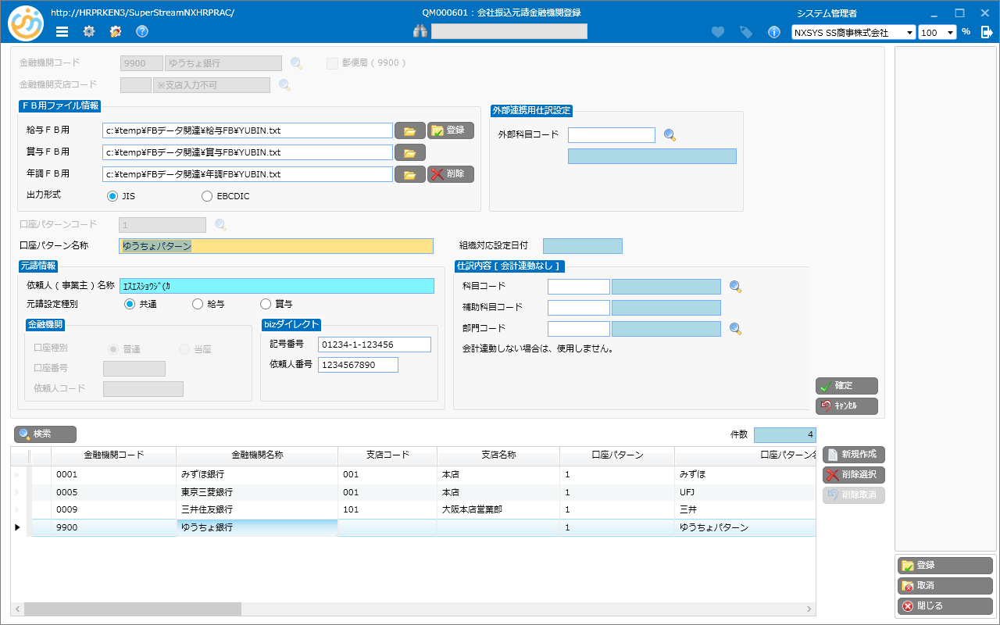 http://HRPRKEN3/SuperStreamNXHRPRAC/
QM000601 : 会社振込元請金融機関登録
システム管理者
NXSYS SS商事株式会社
100
%
金融機関コード
9900
ゆうちょ銀行
郵便局 ( 9900 )
金融機関支店コード
※支店入力不可
ＦＢ用ファイル情報
給与ＦＢ用
c:¥temp¥FBデータ関連¥給与FB¥YUBIN.txt
登録
賞与ＦＢ用
c:¥temp¥FBデータ関連¥賞与FB¥YUBIN.txt
年調ＦＢ用
c:¥temp¥FBデータ関連¥年調FB¥YUBIN.txt
削除
出力形式
JIS
EBCDIC
外部連携用仕訳設定
外部科目コード
口座パターンコード
1
口座パターン名称
ゆうちょパターン
組織対応設定日付
元請情報
依頼人 ( 事業主 ) 名称
ｴｽｴｽｼｮｳｼﾞ(ｶ
元請設定種別
共通
給与
賞与
金融機関
口座種別
普通
当座
口座番号
依頼人コード
bizダイレクト
記号番号
01234-1-123456
依頼人番号
1234567890
仕訳内容 [ 会計連動なし ]
科目コード
補助科目コード
部門コード
会計連動しない場合は、使用しません。
確定
ｷｬﾝｾﾙ
検索
件数
4
金融機関コード 金融機関名称 支店コード 支店名称 口座パターン 口座パターン名
0001 みずほ銀行 001 本店 1 みずほ
0005 東京三菱銀行 001 本店 1 UFJ
0009 三井住友銀行 101 大阪本店営業部 1 三井
9900 ゆうちょ銀行 1 ゆうちょパターン
新規作成
削除選択
削除取消
登録
取消
閉じる